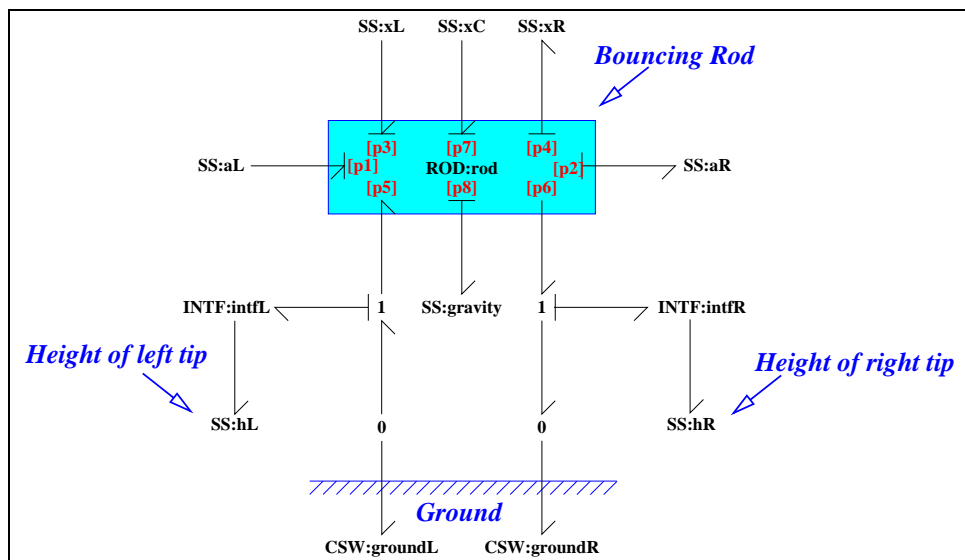 SS:xL SS:xC SS:xR
Bouncing Rod
[p3] [p7] [p4]
SS:aL [p1] ROD:rod [p2] SS:aR
[p5] [p8] [p6]
INTF:intfL 1 SS:gravity 1 INTF:intfR
Height of left tip Height of right tip
SS:hL 0 0 SS:hR
Ground
CSW:groundL CSW:groundR